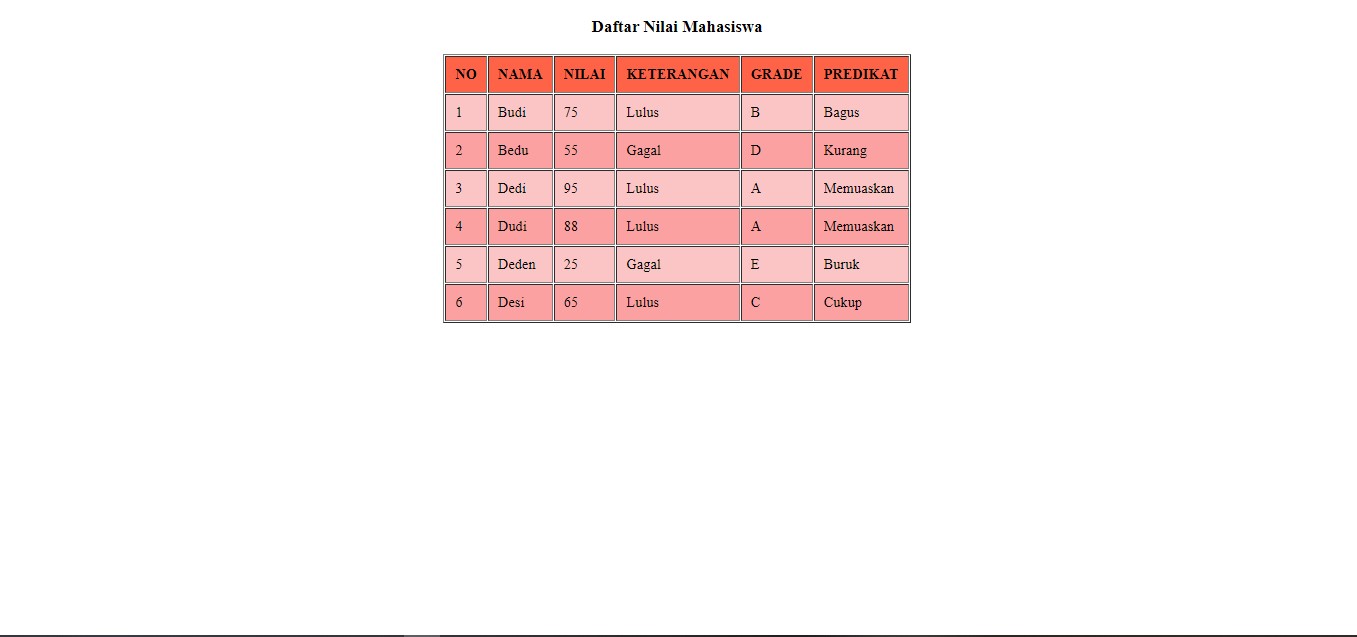 Daftar Nilai Mahasiswa
NO NAMA NILAI KETERANGAN GRADE PREDIKAT
1 Budi 75 Lulus B Bagus
2 Bedu 55 Gagal D Kurang
3 Dedi 95 Lulus A Memuaskan
4 Dudi 88 Lulus A Memuaskan
5 Deden 25 Gagal E Buruk
6 Desi 65 Lulus C Cukup